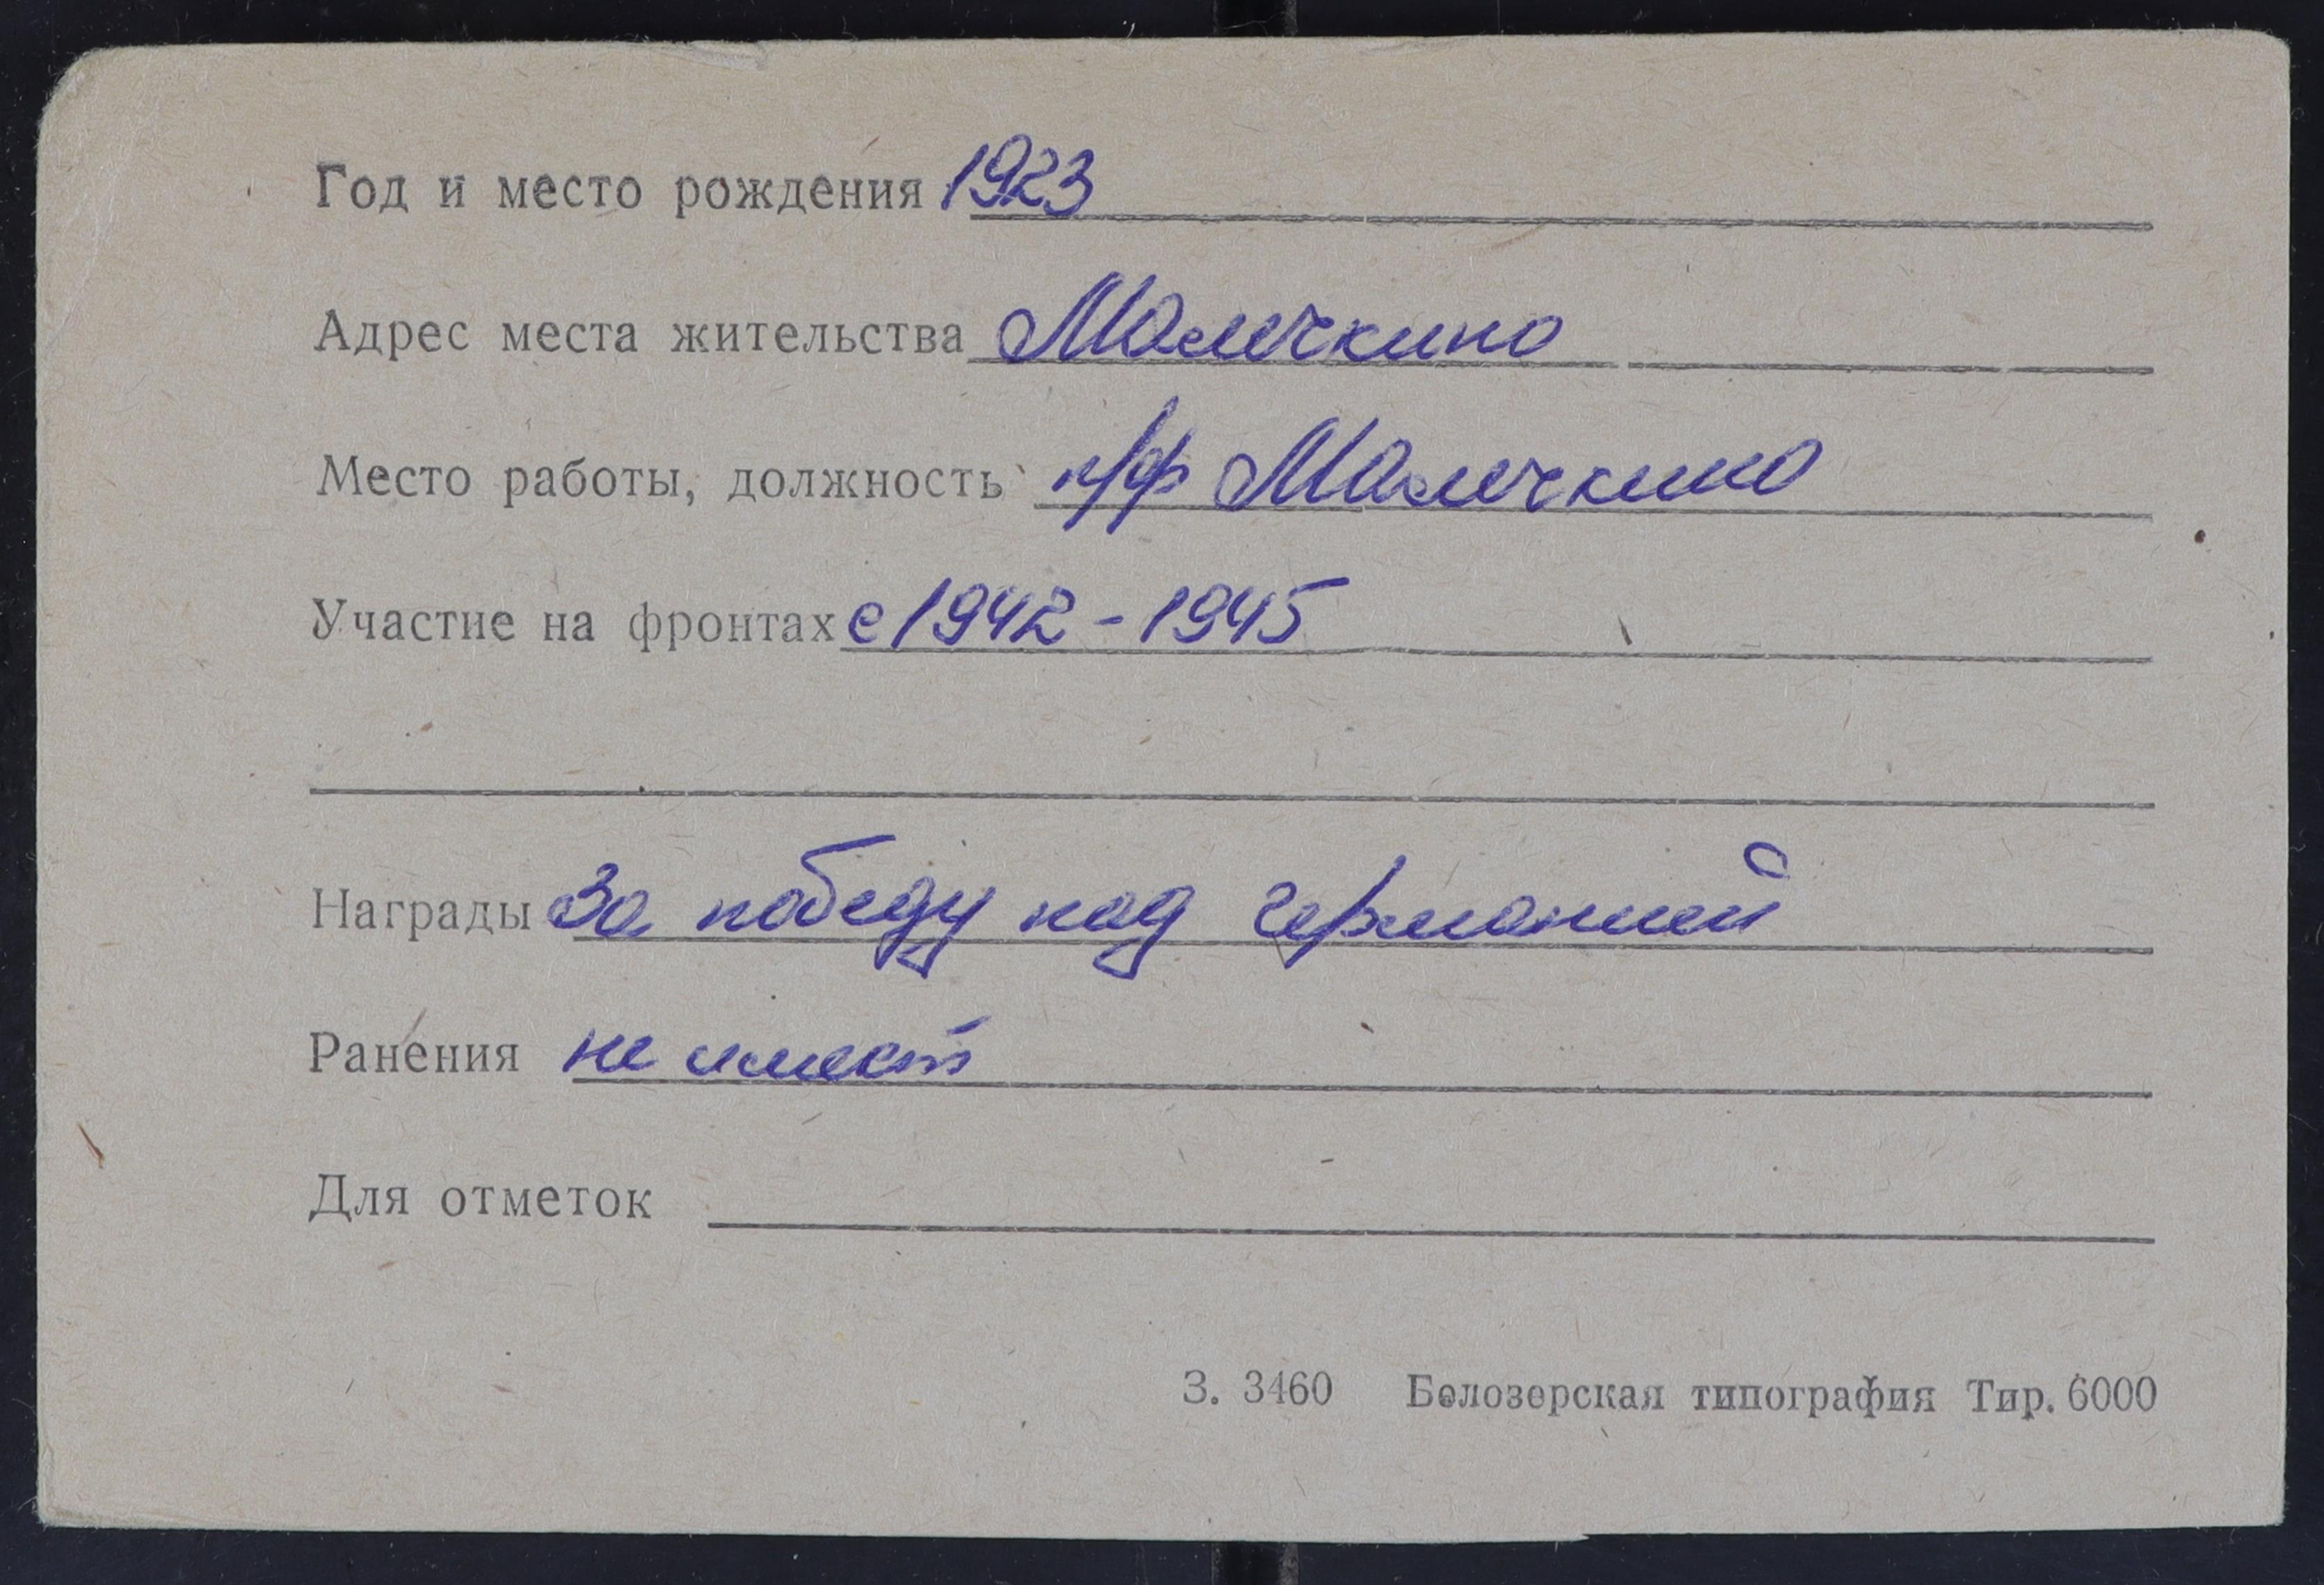 Год и место рождения 1923
Адрес места жительства Малечкино
Место работы, должность п/ф Малечкино
Участие на фронтах с 1942 - 1945
Награды За победу над германией
Ранения не имеет
Для отметок
З. 3460 Белозерская типография Тир. 6000